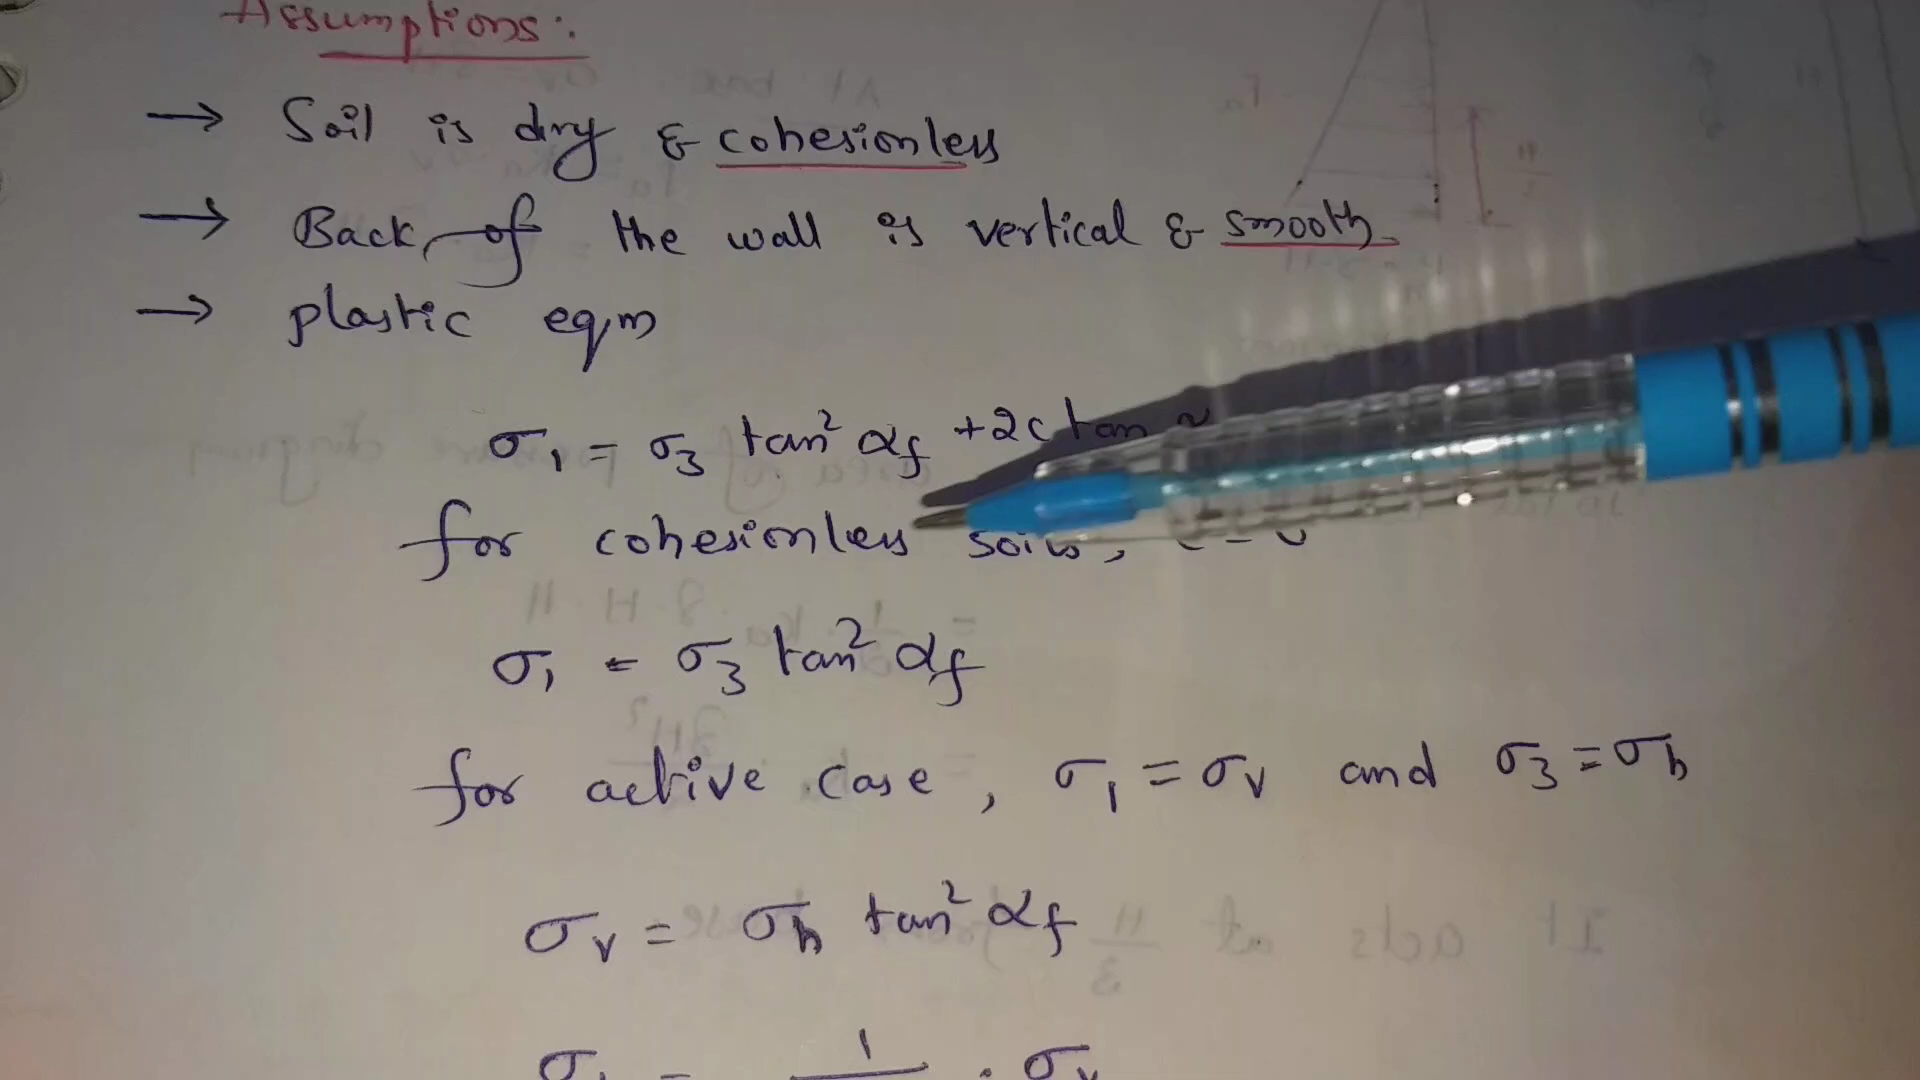 Assumptions:
→ Soil is dry & cohesionless
→ Back of the wall is vertical & smooth.
→ plastic eqm
σ₁ = σ₃ tan² αf + 2c tan
for cohesionless soils,
σ₁ = σ₃ tan² αf
for active case, σ₁ = σv and σ₃ = σh
σv = σh tan² αf